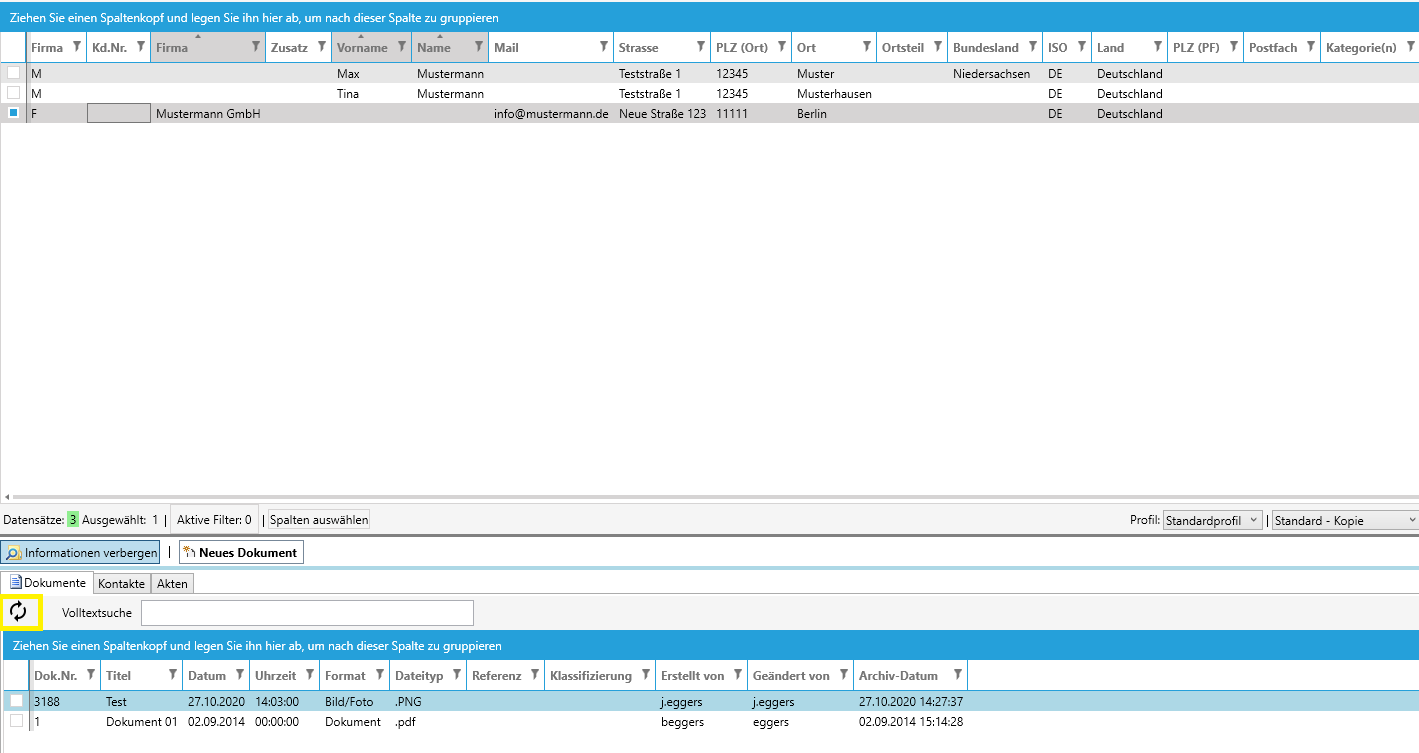 Ziehen Sie einen Spaltenkopf und legen Sie ihn hier ab, um nach dieser Spalte zu gruppieren
Firma Kd.Nr. Firma Zusatz Vorname Name Mail Strasse PLZ (Ort) Ort Ortsteil Bundesland ISO Land PLZ (PF) Postfach Kategorie(n)
M Max Mustermann Teststraße 1 12345 Muster Niedersachsen DE Deutschland
M Tina Mustermann Teststraße 1 12345 Musterhausen DE Deutschland
F Mustermann GmbH info@mustermann.de Neue Straße 123 11111 Berlin DE Deutschland
Datensätze: 3 Ausgewählt: 1 | Aktive Filter: 0 | Spalten auswählen Profil: Standardprofil | Standard - Kopie
Informationen verbergen | Neues Dokument
Dokumente Kontakte Akten
Volltextsuche
Ziehen Sie einen Spaltenkopf und legen Sie ihn hier ab, um nach dieser Spalte zu gruppieren
Dok.Nr. Titel Datum Uhrzeit Format Dateityp Referenz Klassifizierung Erstellt von Geändert von Archiv-Datum
3188 Test 27.10.2020 14:03:00 Bild/Foto .PNG j.eggers j.eggers 27.10.2020 14:27:37
1 Dokument 01 02.09.2014 00:00:00 Dokument .pdf beggers eggers 02.09.2014 15:14:28